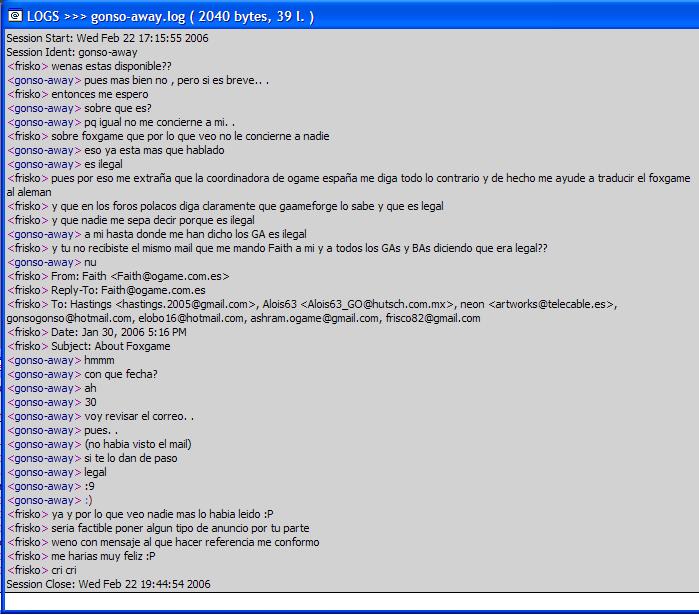 LOGS >>> gonso-away.log ( 2040 bytes, 39 l. )
Session Start: Wed Feb 22 17:15:55 2006
Session Ident: gonso-away
<frisko> wenas estas disponible??
<gonso-away> pues mas bien no , pero si es breve.. .
<frisko> entonces me espero
<gonso-away> sobre que es?
<gonso-away> pq igual no me concierne a mi. .
<frisko> sobre foxgame que por lo que veo no le concierne a nadie
<gonso-away> eso ya esta mas que hablado
<gonso-away> es ilegal
<frisko> pues por eso me extraña que la coordinadora de ogame españa me diga todo lo contrario y de hecho me ayude a traducir el foxgame
al aleman
<frisko> y que en los foros polacos diga claramente que gaameforge lo sabe y que es legal
<frisko> y que nadie me sepa decir porque es ilegal
<gonso-away> a mi hasta donde me han dicho los GA es ilegal
<frisko> y tu no recibiste el mismo mail que me mando Faith a mi y a todos los GAs y BAs diciendo que era legal??
<gonso-away> nu
<frisko> From: Faith <Faith@ogame.com.es>
<frisko> Reply-To: Faith@ogame.com.es
<frisko> To: Hastings <hastings.2005@gmail.com>, Alois63 <Alois63_GO@hutsch.com.mx>, neon <artworks@telecable.es>,
gonsogonso@hotmail.com, elobo16@hotmail.com, ashram.ogame@gmail.com, frisco82@gmail.com
<frisko> Date: Jan 30, 2006 5:16 PM
<frisko> Subject: About Foxgame
<gonso-away> hmmm
<gonso-away> con que fecha?
<gonso-away> ah
<gonso-away> 30
<gonso-away> voy revisar el correo. .
<gonso-away> pues. .
<gonso-away> (no habia visto el mail)
<gonso-away> si te lo dan de paso
<gonso-away> legal
<gonso-away> :9
<gonso-away> :)
<frisko> ya y por lo que veo nadie mas lo habia leido :P
<frisko> seria factible poner algun tipo de anuncio por tu parte
<frisko> weno con mensaje al que hacer referencia me conformo
<frisko> me harias muy feliz :P
<frisko> cri cri
Session Close: Wed Feb 22 19:44:54 2006